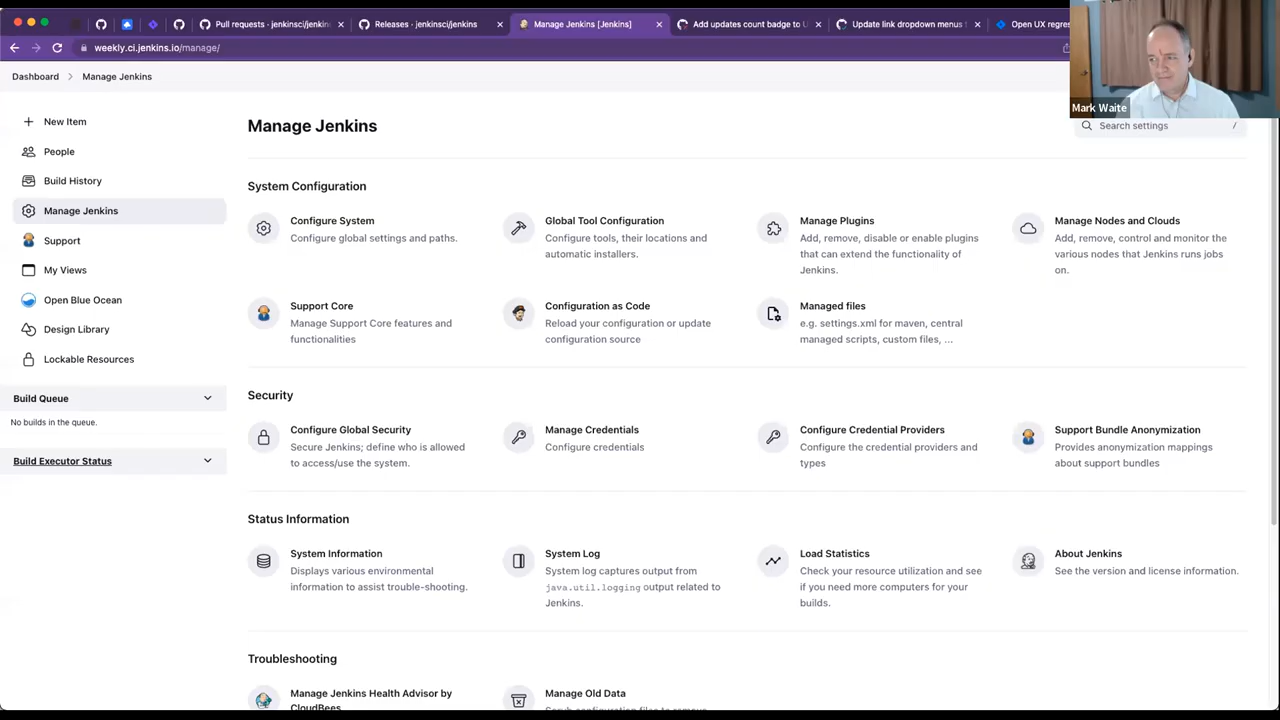 Pull requests · jenkinsci/jenkin
Releases · jenkinsci/jenkins
Manage Jenkins [Jenkins]
Add updates count badge to U
Update link dropdown menus f
Open UX regres
weekly.ci.jenkins.io/manage/
Dashboard
Manage Jenkins
Mark Waite
New Item
People
Build History
Manage Jenkins
Support
My Views
Open Blue Ocean
Design Library
Lockable Resources
Build Queue
No builds in the queue.
Build Executor Status
Manage Jenkins
Search settings /
System Configuration
Configure System
Configure global settings and paths.
Global Tool Configuration
Configure tools, their locations and
automatic installers.
Manage Plugins
Add, remove, disable or enable plugins
that can extend the functionality of
Jenkins.
Manage Nodes and Clouds
Add, remove, control and monitor the
various nodes that Jenkins runs jobs
on.
Support Core
Manage Support Core features and
functionalities
Configuration as Code
Reload your configuration or update
configuration source
Managed files
e.g. settings.xml for maven, central
managed scripts, custom files, ...
Security
Configure Global Security
Secure Jenkins; define who is allowed
to access/use the system.
Manage Credentials
Configure credentials
Configure Credential Providers
Configure the credential providers and
types
Support Bundle Anonymization
Provides anonymization mappings
about support bundles
Status Information
System Information
Displays various environmental
information to assist trouble-shooting.
System Log
System log captures output from
java.util.logging output related to
Jenkins.
Load Statistics
Check your resource utilization and see
if you need more computers for your
builds.
About Jenkins
See the version and license information.
Troubleshooting
Manage Jenkins Health Advisor by
CloudBees
Manage Old Data